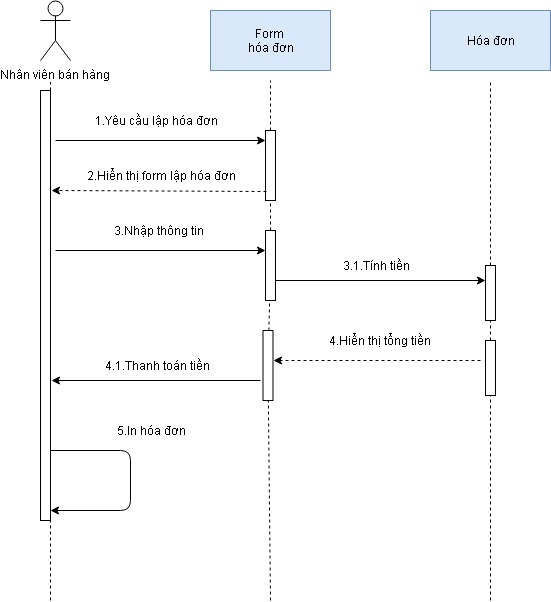 Form
hóa đơn
Hóa đơn
Nhân viên bán hàng
1.Yêu cầu lập hóa đơn
2.Hiển thị form lập hóa đơn
3.Nhập thông tin
3.1.Tính tiền
4.Hiển thị tổng tiền
4.1.Thanh toán tiền
5.In hóa đơn